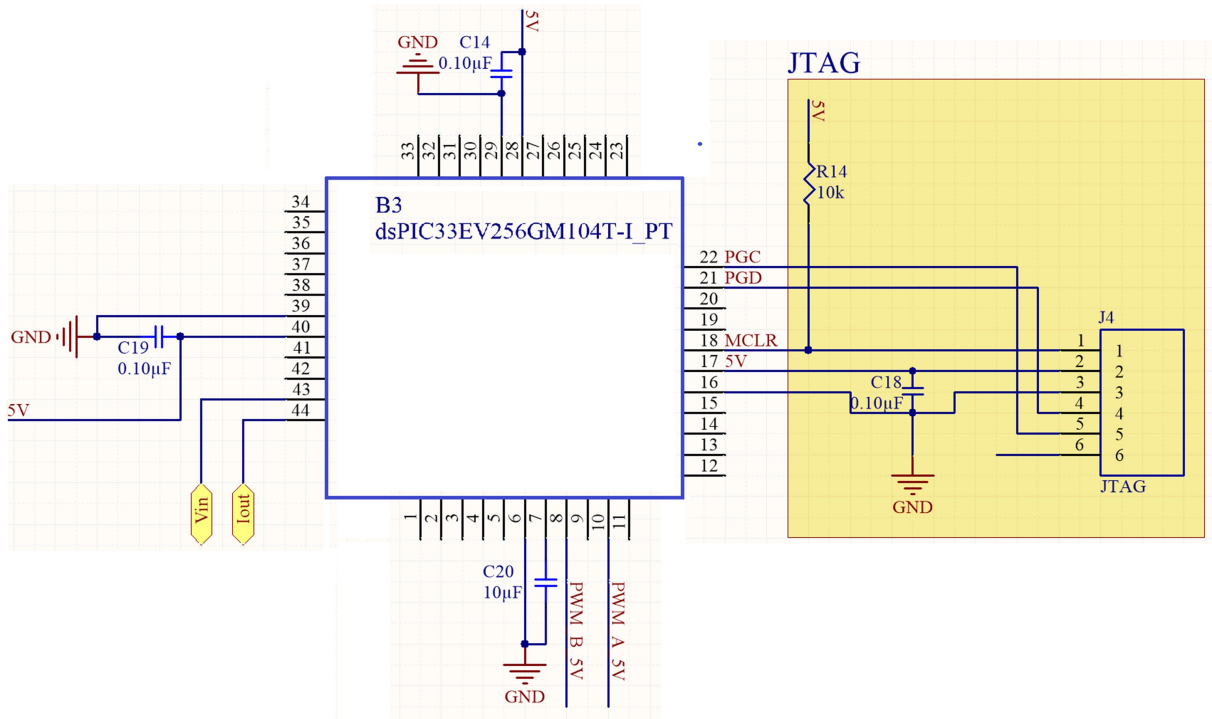 5V
GND
C14
0.10µF
JTAG
5V
33
32
31
30
29
28
27
26
25
24
23
R14
10k
B3
dsPIC33EV256GM104T-I_PT
34
35
36
37
38
39
40
41
42
43
44
GND
C19
0.10µF
5V
Vin
Iout
22 PGC
21 PGD
20
19
18 MCLR
17 5V
16
15
14
13
12
C18
0.10µF
GND
J4
1 1
2 2
3 3
4 4
5 5
6 6
JTAG
1
2
3
4
5
6
7
8
9
10
11
C20
10µF
PWM B 5V
PWM A 5V
GND